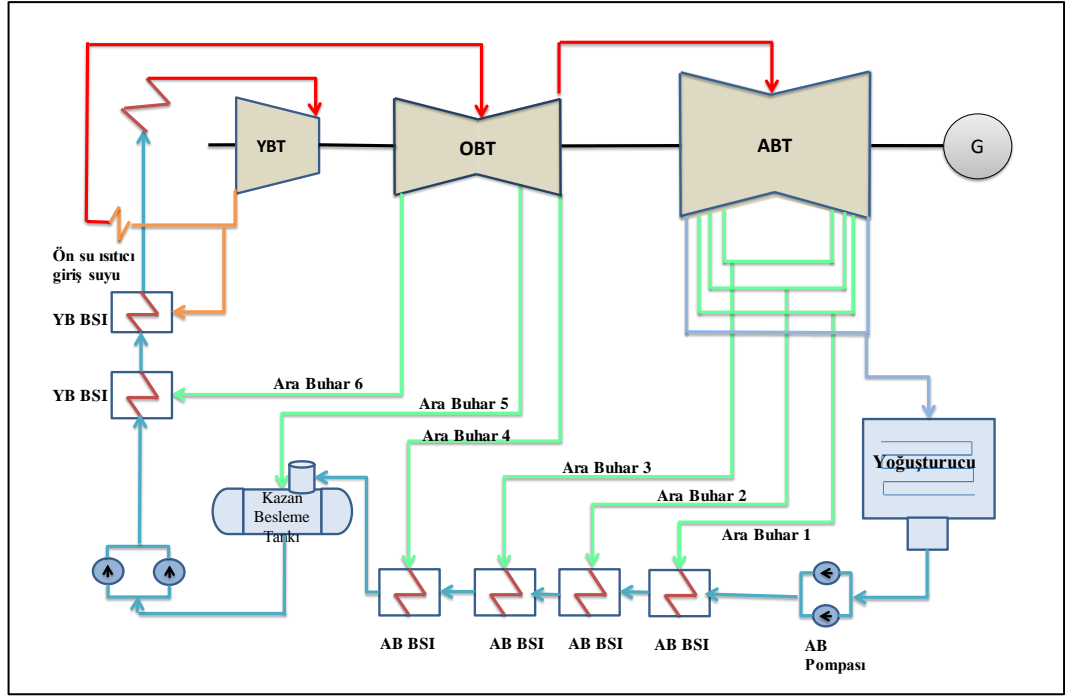 YBT
OBT
ABT
G
Ön su ısıtıcı
giriş suyu
YB BSI
YB BSI
Ara Buhar 6
Ara Buhar 5
Ara Buhar 4
Ara Buhar 3
Ara Buhar 2
Ara Buhar 1
Yoğuşturucu
Kazan
Besleme
Tankı
AB BSI
AB BSI
AB BSI
AB BSI
AB
Pompası